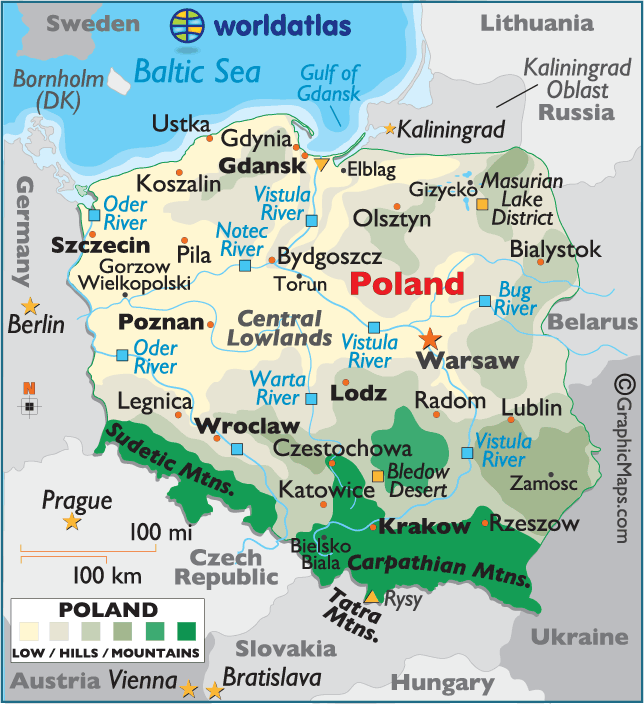 Sweden
worldatlas
Lithuania
Bornholm
(DK)
Baltic Sea
Gulf of
Gdansk
Kaliningrad
Oblast
Russia
Ustka
Gdynia
Kaliningrad
Gdansk
Elblag
Koszalin
Gizycko
Masurian
Lake
District
Germany
Oder
River
Vistula
River
Olsztyn
Szczecin
Notec
River
Pila
Bialystok
Gorzow
Wielkopolski
Bydgoszcz
Torun
Poland
Bug
River
Berlin
Poznan
Central
Lowlands
Belarus
Oder
River
Vistula
River
Warsaw
N
Warta
River
Lodz
Legnica
Radom
Lublin
Wroclaw
Sudetic Mtns.
Czestochowa
Vistula
River
Bledow
Desert
Zamosc
Katowice
Prague
Krakow
Rzeszow
100 mi
100 km
Czech
Republic
Bielsko
Biala
Carpathian Mtns.
Tatra
Mtns.
Rysy
POLAND
LOW / HILLS / MOUNTAINS
Slovakia
Ukraine
Austria
Vienna
Bratislava
Hungary
©GraphicMaps.com